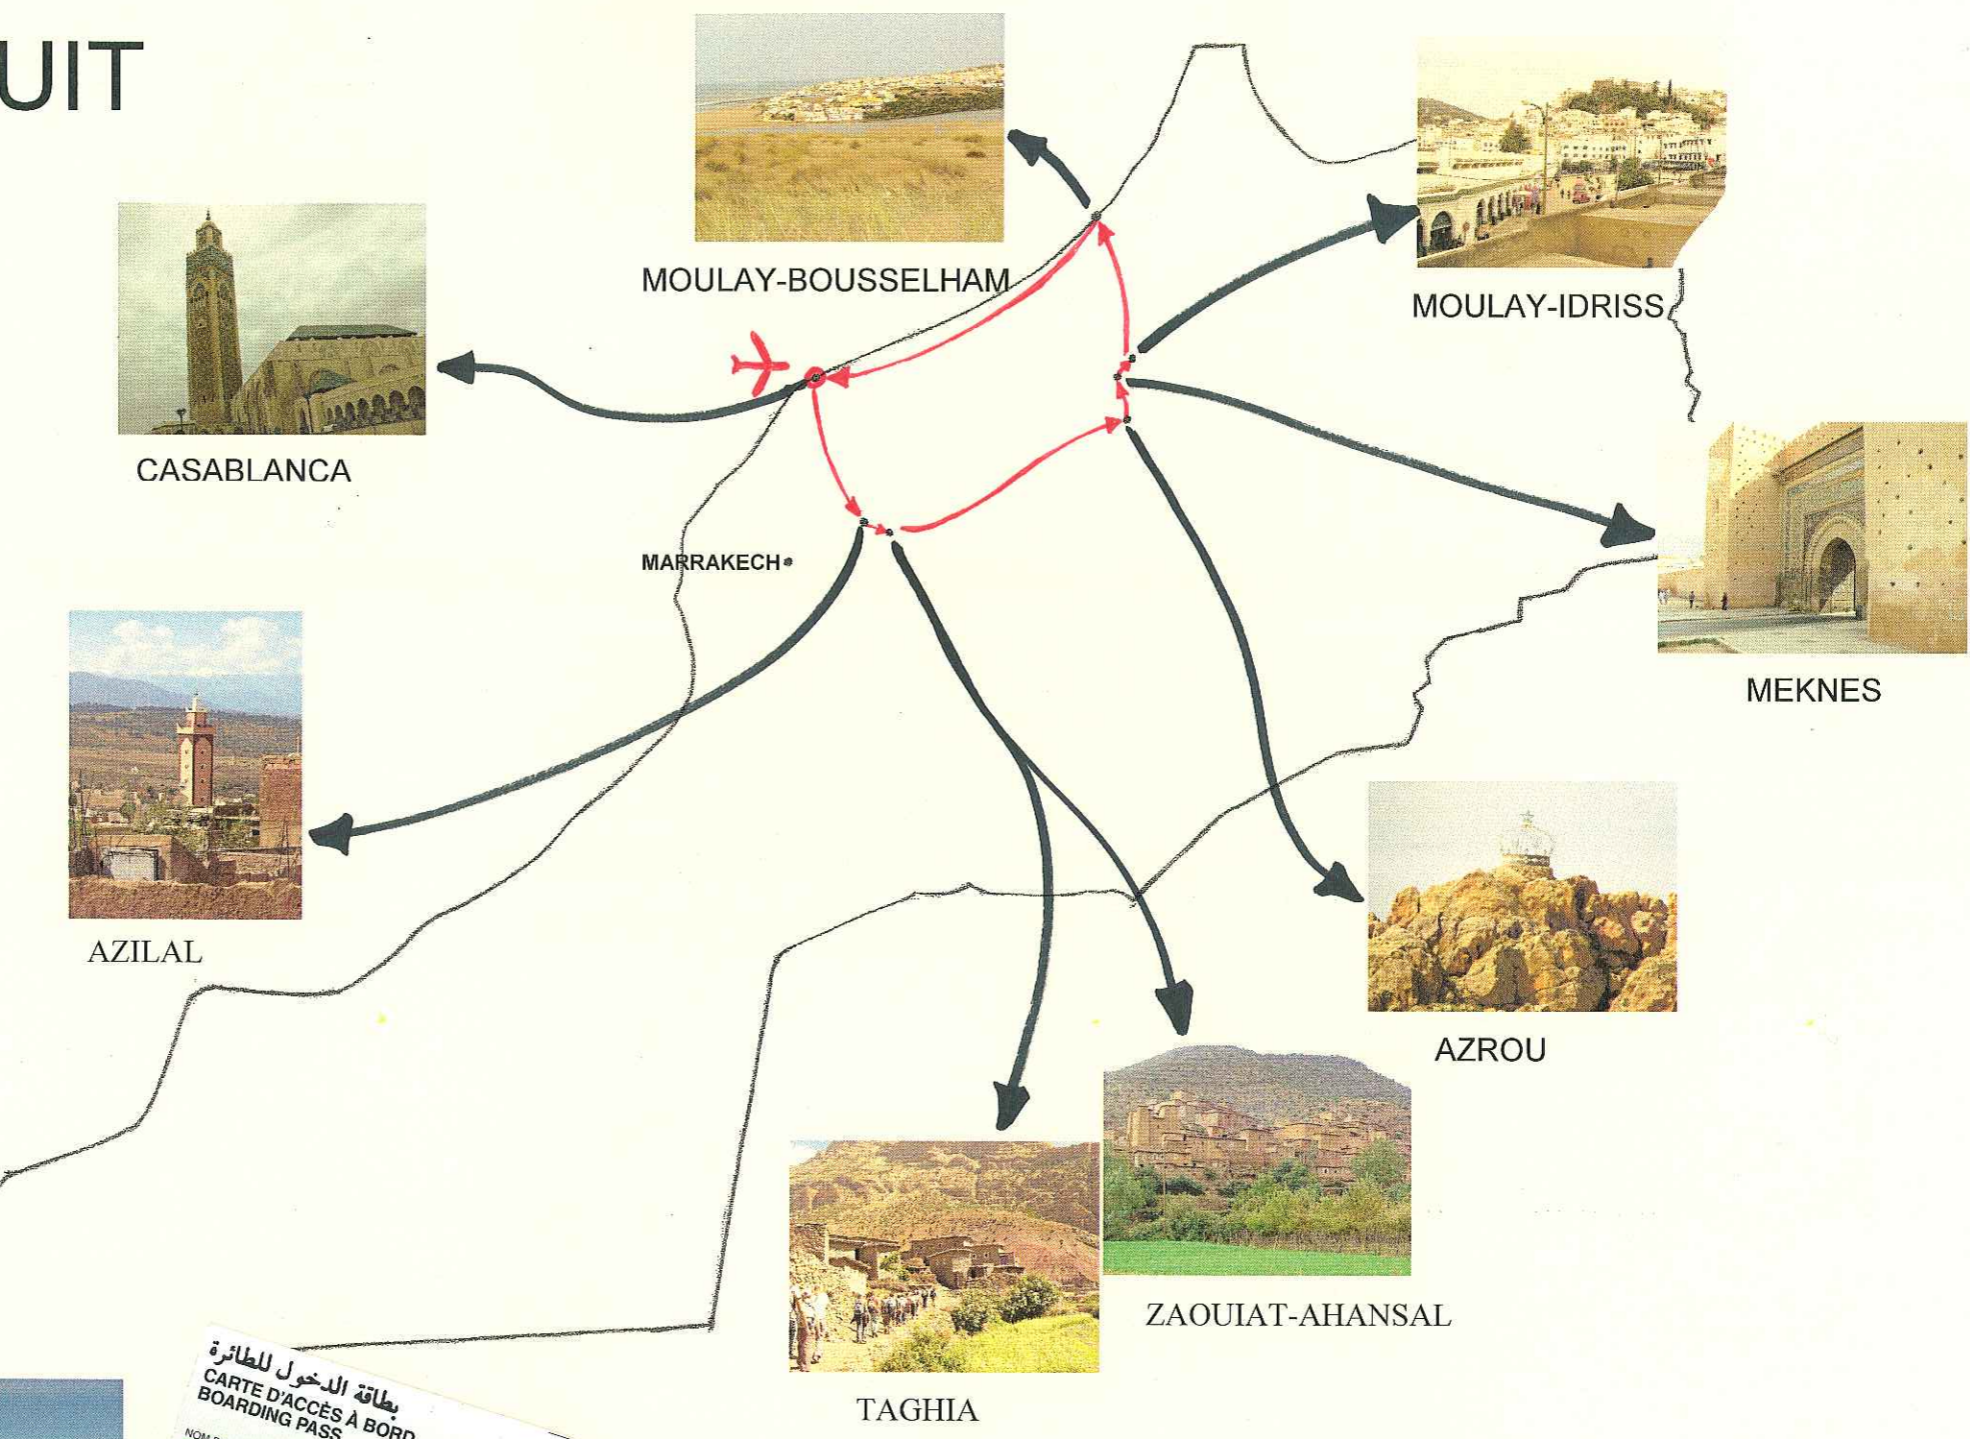 UIT
MOULAY-BOUSSELHAM
MOULAY-IDRISS
CASABLANCA
MARRAKECH
MEKNES
AZILAL
AZROU
ZAOUIAT-AHANSAL
TAGHIA
بطاقة الدخول للطائرة
CARTE D'ACCÈS À BORD
BOARDING PASS